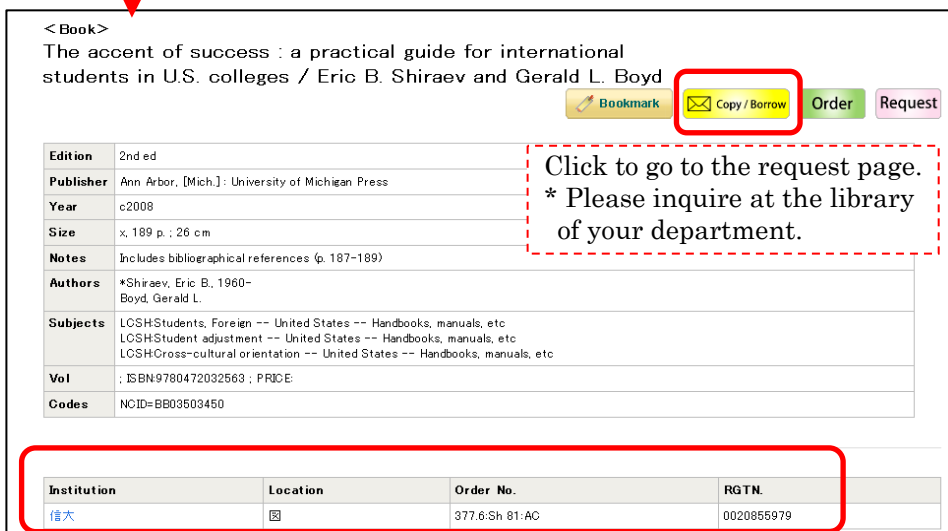 <Book>
The accent of success : a practical guide for international
students in U.S. colleges / Eric B. Shiraev and Gerald L. Boyd
Bookmark Copy / Borrow Order Request
Click to go to the request page.
* Please inquire at the library
of your department.
Edition 2nd ed
Publisher Ann Arbor, [Mich.] : University of Michigan Press
Year c2008
Size x, 189 p. ; 26 cm
Notes Includes bibliographical references (p. 187-189)
Authors *Shiraev, Eric B., 1960-
Boyd, Gerald L.
Subjects LCSH:Students, Foreign -- United States -- Handbooks, manuals, etc
LCSH:Student adjustment -- United States -- Handbooks, manuals, etc
LCSH:Cross-cultural orientation -- United States -- Handbooks, manuals, etc
Vol ; ISBN:9780472032563 ; PRICE:
Codes NCID=BB03503450
Institution Location Order No. RGTN.
信大 図 377.6:Sh 81:AC 0020855979